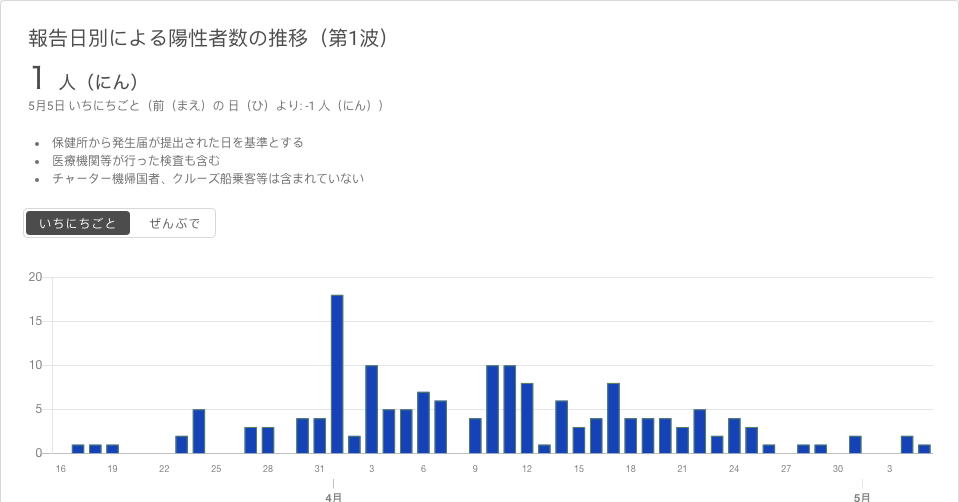 報告日別による陽性者数の推移（第1波）
1 人（にん）
5月5日 いちにちごと（前（まえ）の 日（ひ）より: -1 人（にん））
• 保健所から発生届が提出された日を基準とする
• 医療機関等が行った検査も含む
• チャーター機帰国者、クルーズ船乗客等は含まれていない
いちにちごと ぜんぶで
20
15
10
5
0
16 19 22 25 28 31 3 6 9 12 15 18 21 24 27 30 3
4月 5月